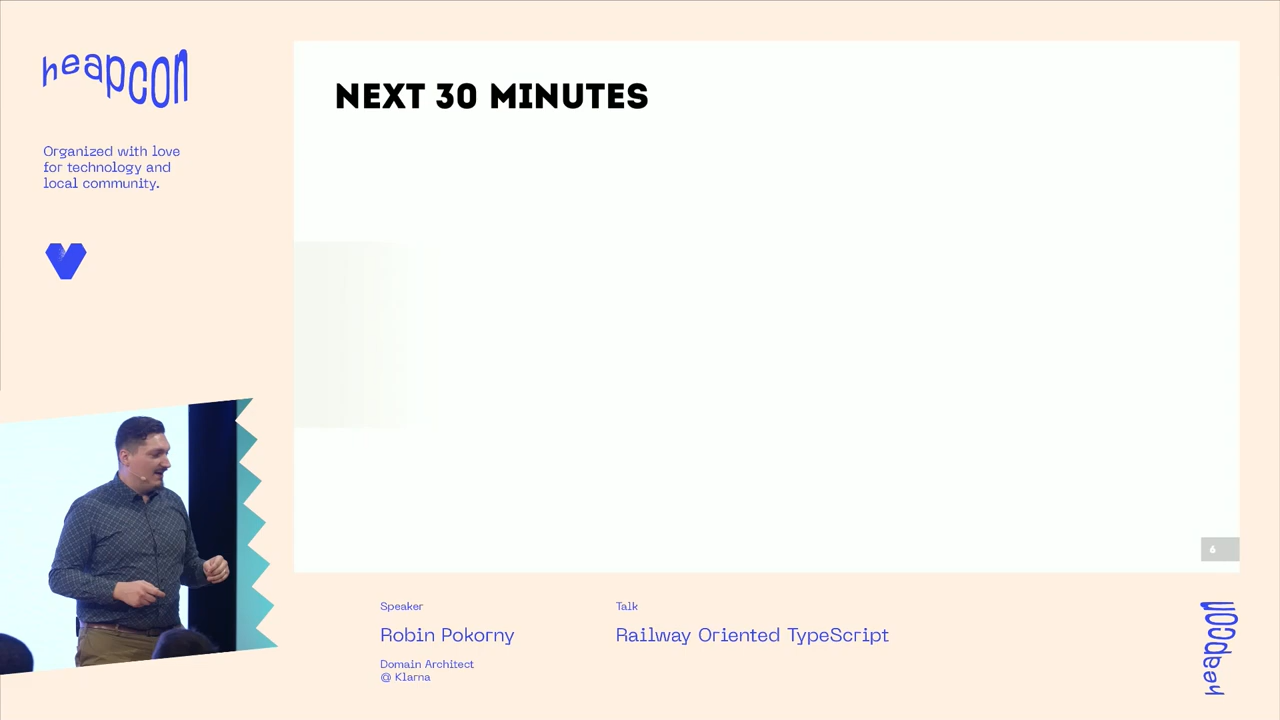 heapcon
Organized with love
for technology and
local community.
NEXT 30 MINUTES
6
Speaker
Robin Pokorny
Domain Architect
@ Klarna
Talk
Railway Oriented TypeScript
heapcon